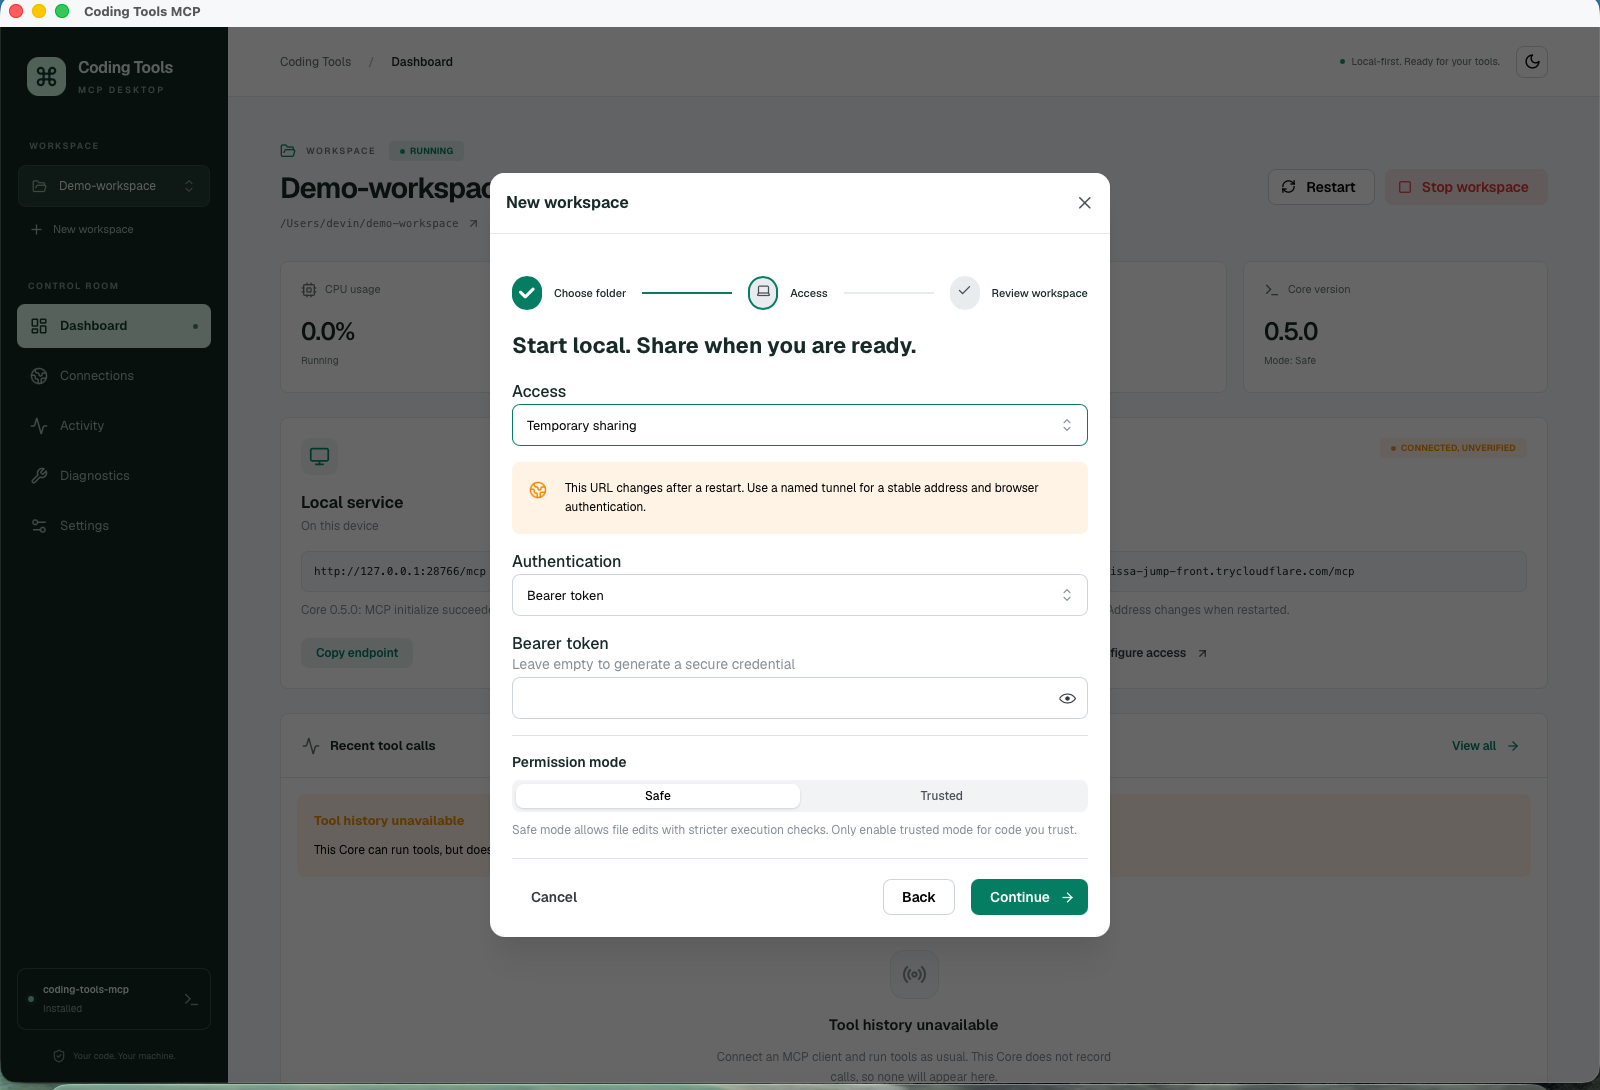 Coding Tools MCP
Coding Tools
MCP DESKTOP
WORKSPACE
Demo-workspace
New workspace
CONTROL ROOM
Dashboard
Connections
Activity
Diagnostics
Settings
coding-tools-mcp
Installed
Your code. Your machine.
Coding Tools / Dashboard
Local-first. Ready for your tools.
WORKSPACE
RUNNING
Demo-workspac
/Users/devin/demo-workspace
Restart
Stop workspace
CPU usage
0.0%
Running
Core version
0.5.0
Mode: Safe
Local service
On this device
http://127.0.0.1:28766/mcp
Core 0.5.0: MCP initialize succeede
Copy endpoint
CONNECTED, UNVERIFIED
issa-jump-front.trycloudflare.com/mcp
Address changes when restarted.
figure access
Recent tool calls
View all
Tool history unavailable
This Core can run tools, but does
Tool history unavailable
Connect an MCP client and run tools as usual. This Core does not record
calls, so none will appear here.
New workspace
Choose folder
Access
Review workspace
Start local. Share when you are ready.
Access
Temporary sharing
This URL changes after a restart. Use a named tunnel for a stable address and browser
authentication.
Authentication
Bearer token
Bearer token
Leave empty to generate a secure credential
Permission mode
Safe
Trusted
Safe mode allows file edits with stricter execution checks. Only enable trusted mode for code you trust.
Cancel
Back
Continue